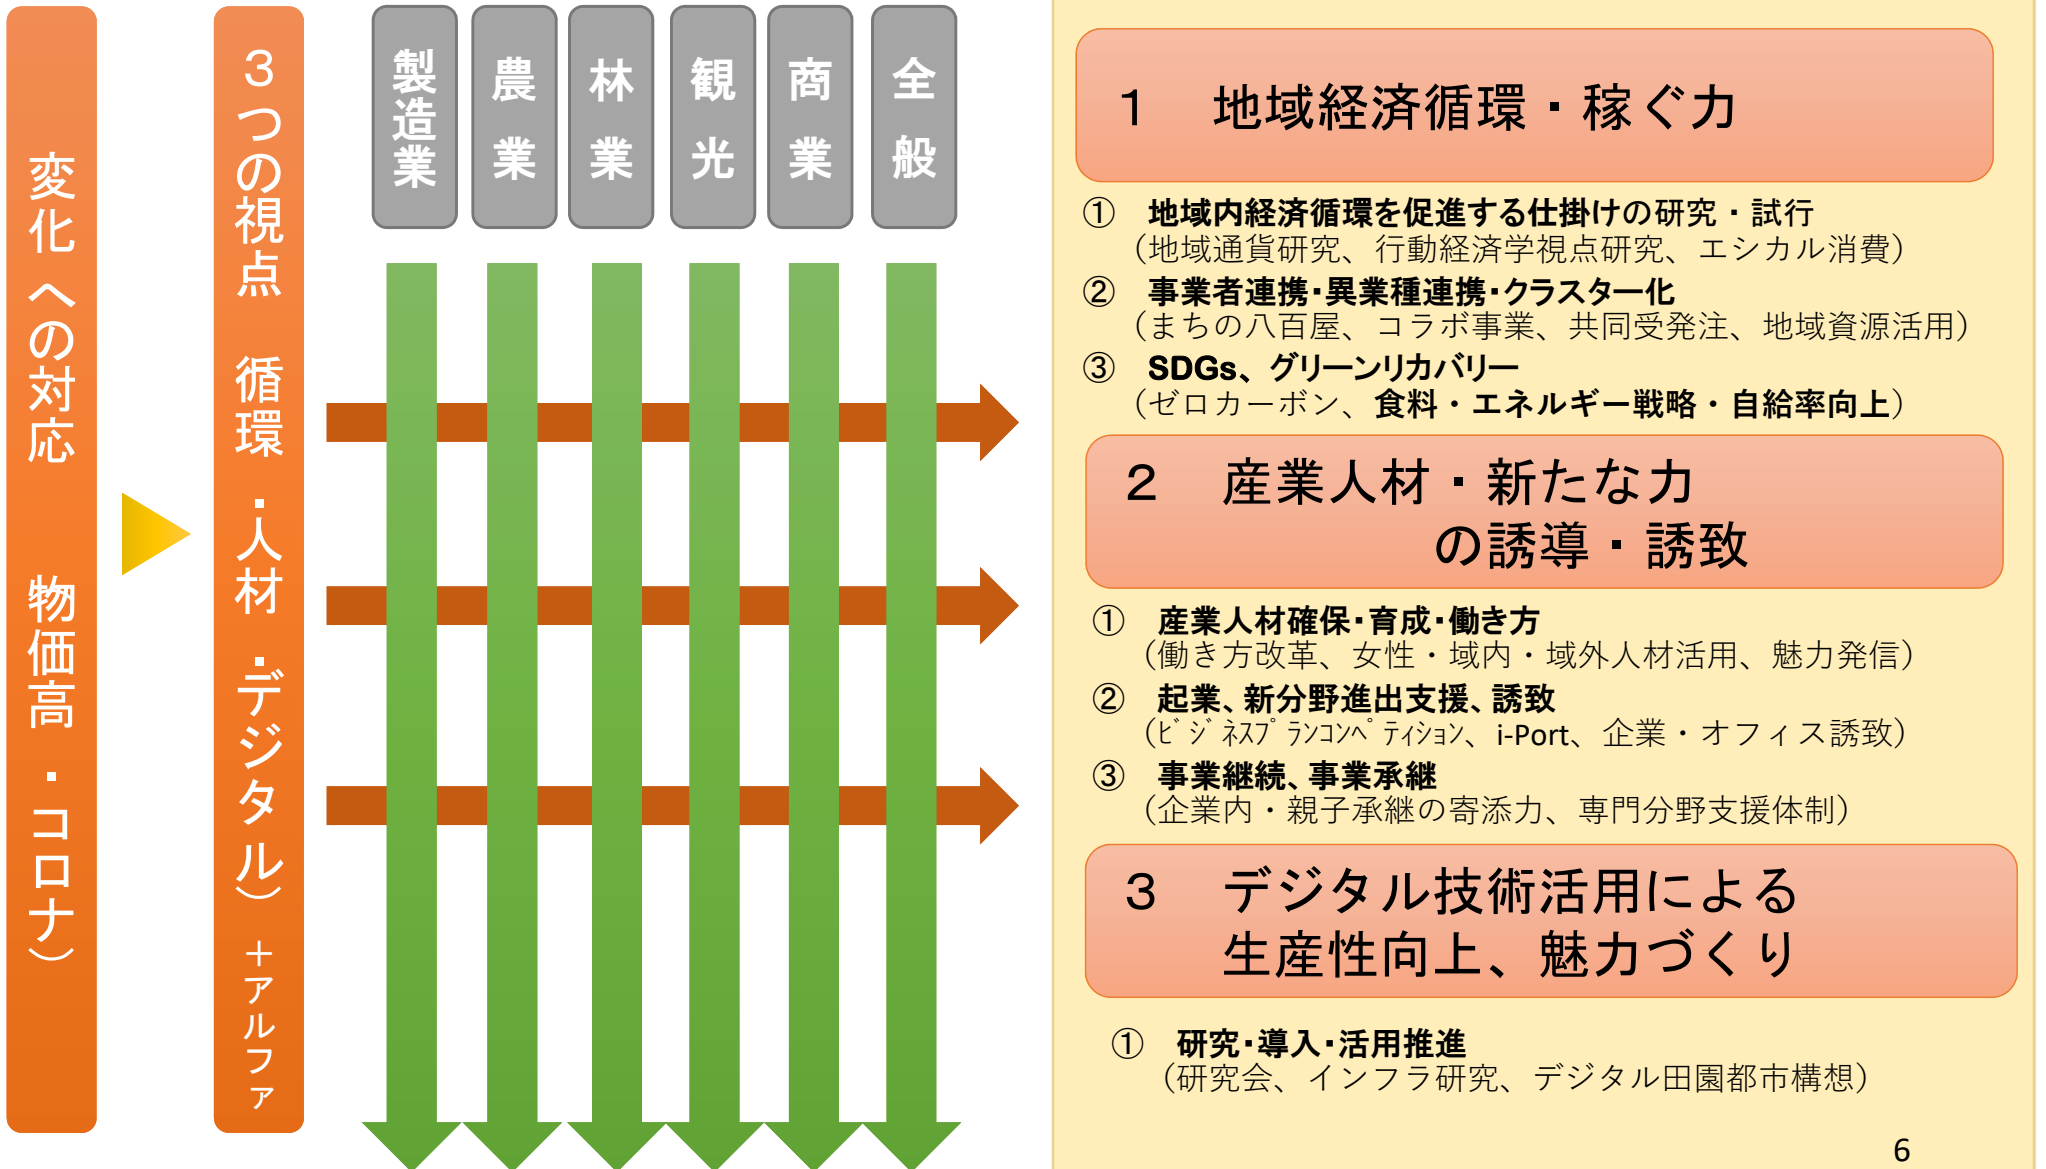 変化への対応　物価高・コロナ）
３つの視点　循環・人材・デジタル）＋アルファ
製造業
農業
林業
観光
商業
全般
１　地域経済循環・稼ぐ力
①　地域内経済循環を促進する仕掛けの研究・試行
（地域通貨研究、行動経済学視点研究、エシカル消費）
②　事業者連携・異業種連携・クラスター化
（まちの八百屋、コラボ事業、共同受発注、地域資源活用）
③　SDGs、グリーンリカバリー
（ゼロカーボン、食料・エネルギー戦略・自給率向上）
２　産業人材・新たな力
の誘導・誘致
①　産業人材確保・育成・働き方
（働き方改革、女性・域内・域外人材活用、魅力発信）
②　起業、新分野進出支援、誘致
（ﾋﾞｼﾞﾈｽﾌﾟﾗﾝｺﾝﾍﾟﾃｨｼｮﾝ、i-Port、企業・オフィス誘致）
③　事業継続、事業承継
（企業内・親子承継の寄添力、専門分野支援体制）
３　デジタル技術活用による
生産性向上、魅力づくり
①　研究・導入・活用推進
（研究会、インフラ研究、デジタル田園都市構想）
6